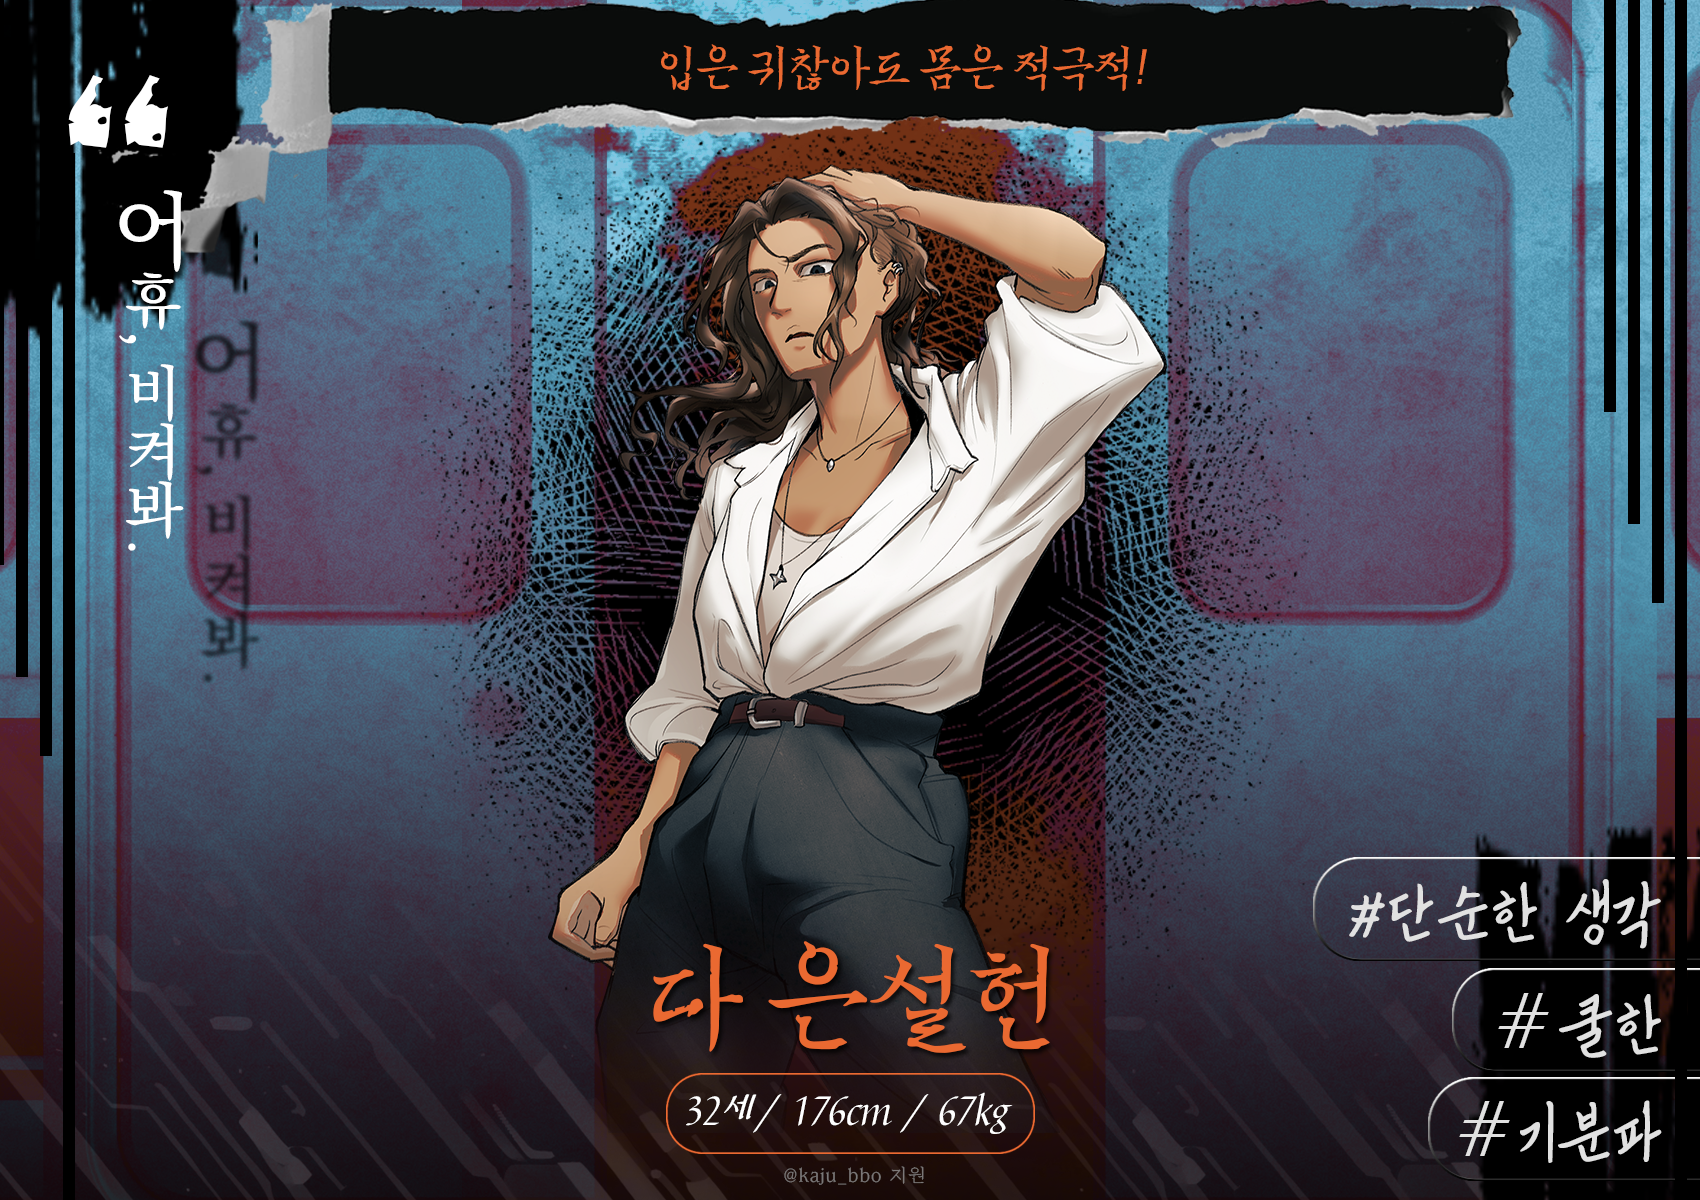 입은 귀찮아도 몸은 적극적!
“
어휴, 비켜봐.
어휴, 비켜봐.
#단순한 생각
#쿨한
#기분파
다은설헌
32세/ 176cm / 67kg
@kaju_bbo 지원